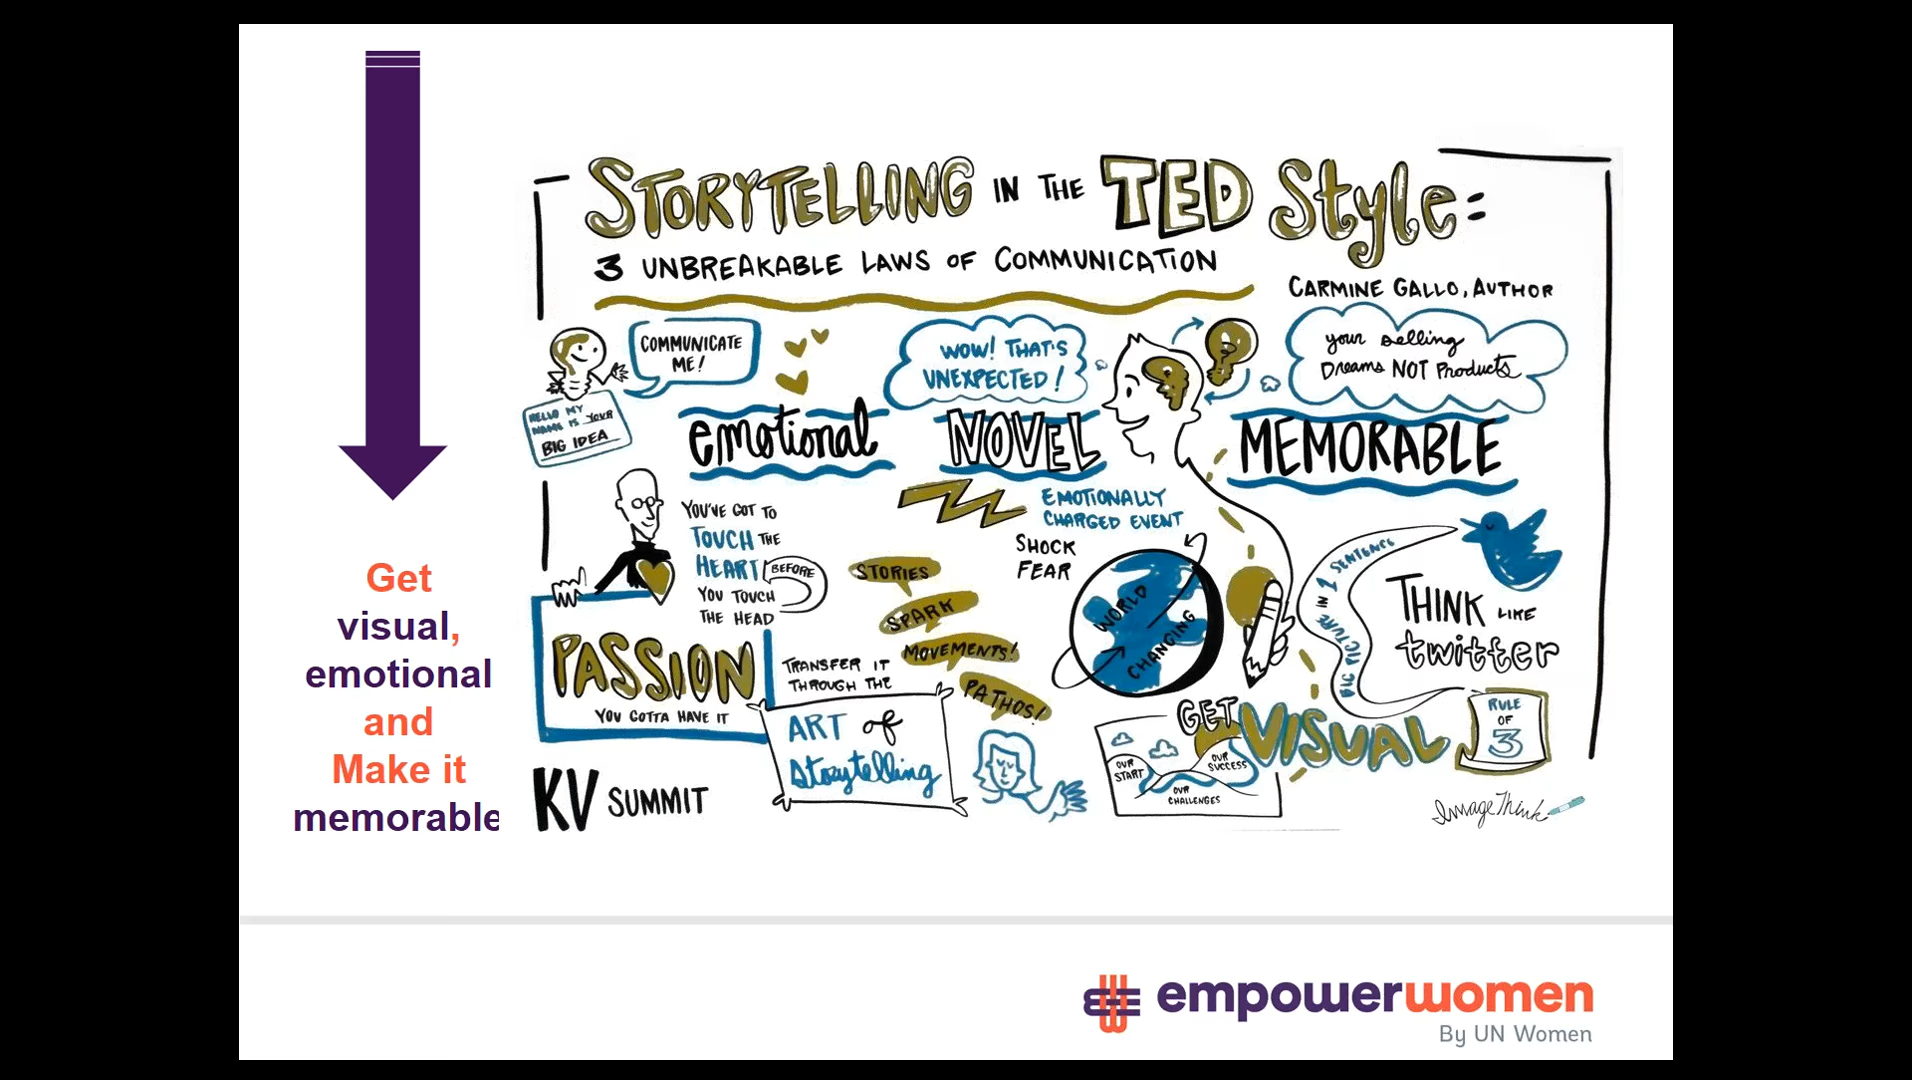 Get
visual,
emotional
and
Make it
memorable
STORYTELLING IN THE TED Style:
3 UNBREAKABLE LAWS OF COMMUNICATION
CARMINE GALLO, AUTHOR
COMMUNICATE
ME!
HELLO MY
NAME IS YOUR
BIG IDEA
WOW! THAT'S
UNEXPECTED!
your selling
Dreams NOT Products
emotional
NOVEL
MEMORABLE
YOU'VE GOT TO
TOUCH THE
HEART BEFORE
YOU TOUCH
THE HEAD
PASSION
YOU GOTTA HAVE IT
TRANSFER IT
THROUGH THE
ART of
Storytelling
STORIES
SPARK
MOVEMENTS!
PATHOS!
EMOTIONALLY
CHARGED EVENT
SHOCK
FEAR
WORLD
CHANGING
BIG PICTURE IN 1 SENTENCE
THINK LIKE
twitter
GET VISUAL
OUR
START
OUR
CHALLENGES
OUR
SUCCESS
RULE
OF
3
KV SUMMIT
ImageThink
empowerwomen
By UN Women